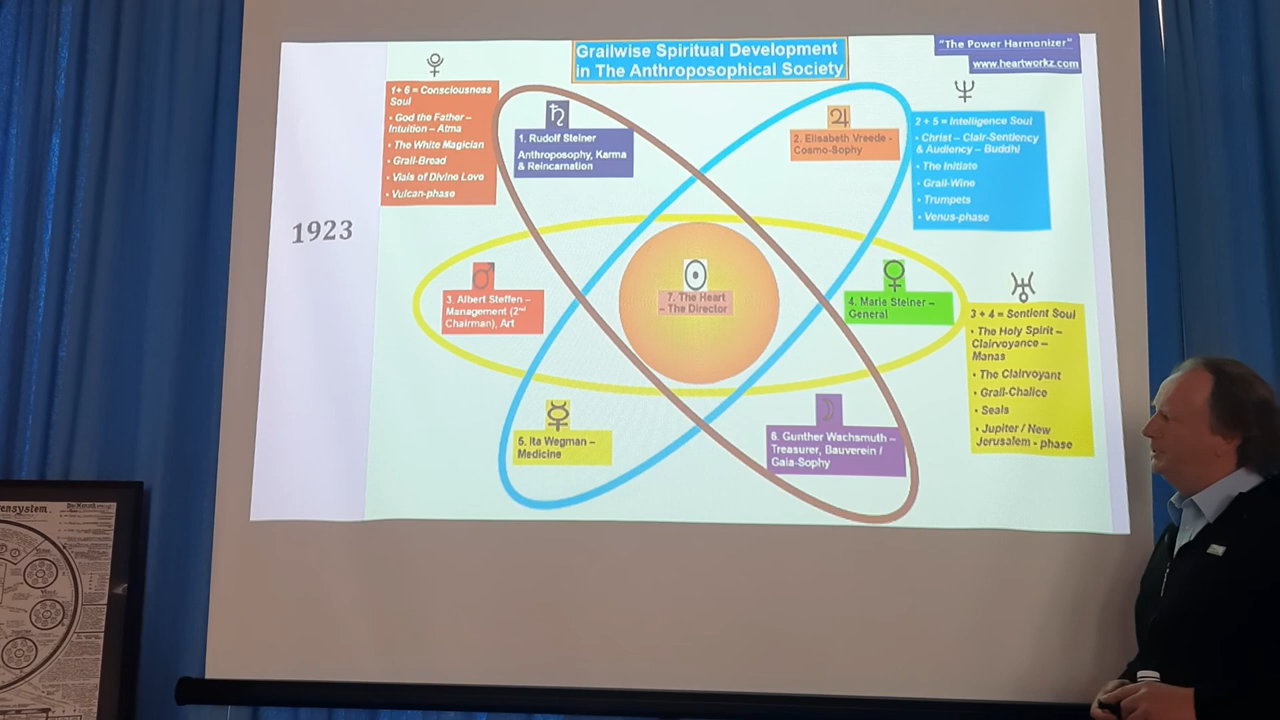 Grailwise Spiritual Development
in The Anthroposophical Society
"The Power Harmonizer"
www.heartworkz.com
1923
1+ 6 = Consciousness
Soul
• God the Father –
Intuition – Atma
• The White Magician
• Grail-Bread
• Vials of Divine Love
• Vulcan-phase
1. Rudolf Steiner
Anthroposophy, Karma
& Reincarnation
2. Elisabeth Vreede -
Cosmo-Sophy
2 + 5 = Intelligence Soul
• Christ – Clair-Sentiency
& Audiency – Buddhi
• The Initiate
• Grail-Wine
• Trumpets
• Venus-phase
3. Albert Steffen –
Management (2nd
Chairman), Art
7. The Heart
– The Director
4. Marie Steiner –
General
3 + 4 = Sentient Soul
• The Holy Spirit –
Clairvoyance –
Manas
• The Clairvoyant
• Grail-Chalice
• Seals
• Jupiter / New
Jerusalem - phase
5. Ita Wegman –
Medicine
6. Gunther Wachsmuth –
Treasurer, Bauverein /
Gaia-Sophy